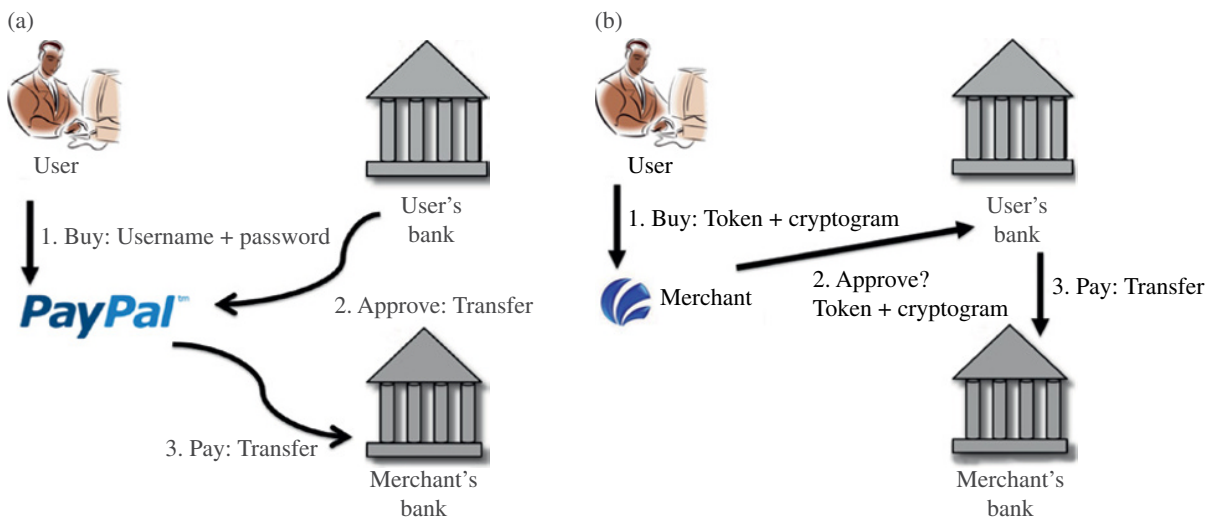 (a)
User
User's
bank
1. Buy: Username + password
PayPal™
2. Approve: Transfer
3. Pay: Transfer
Merchant's
bank
(b)
User
User's
bank
1. Buy: Token + cryptogram
Merchant
2. Approve?
Token + cryptogram
3. Pay: Transfer
Merchant's
bank